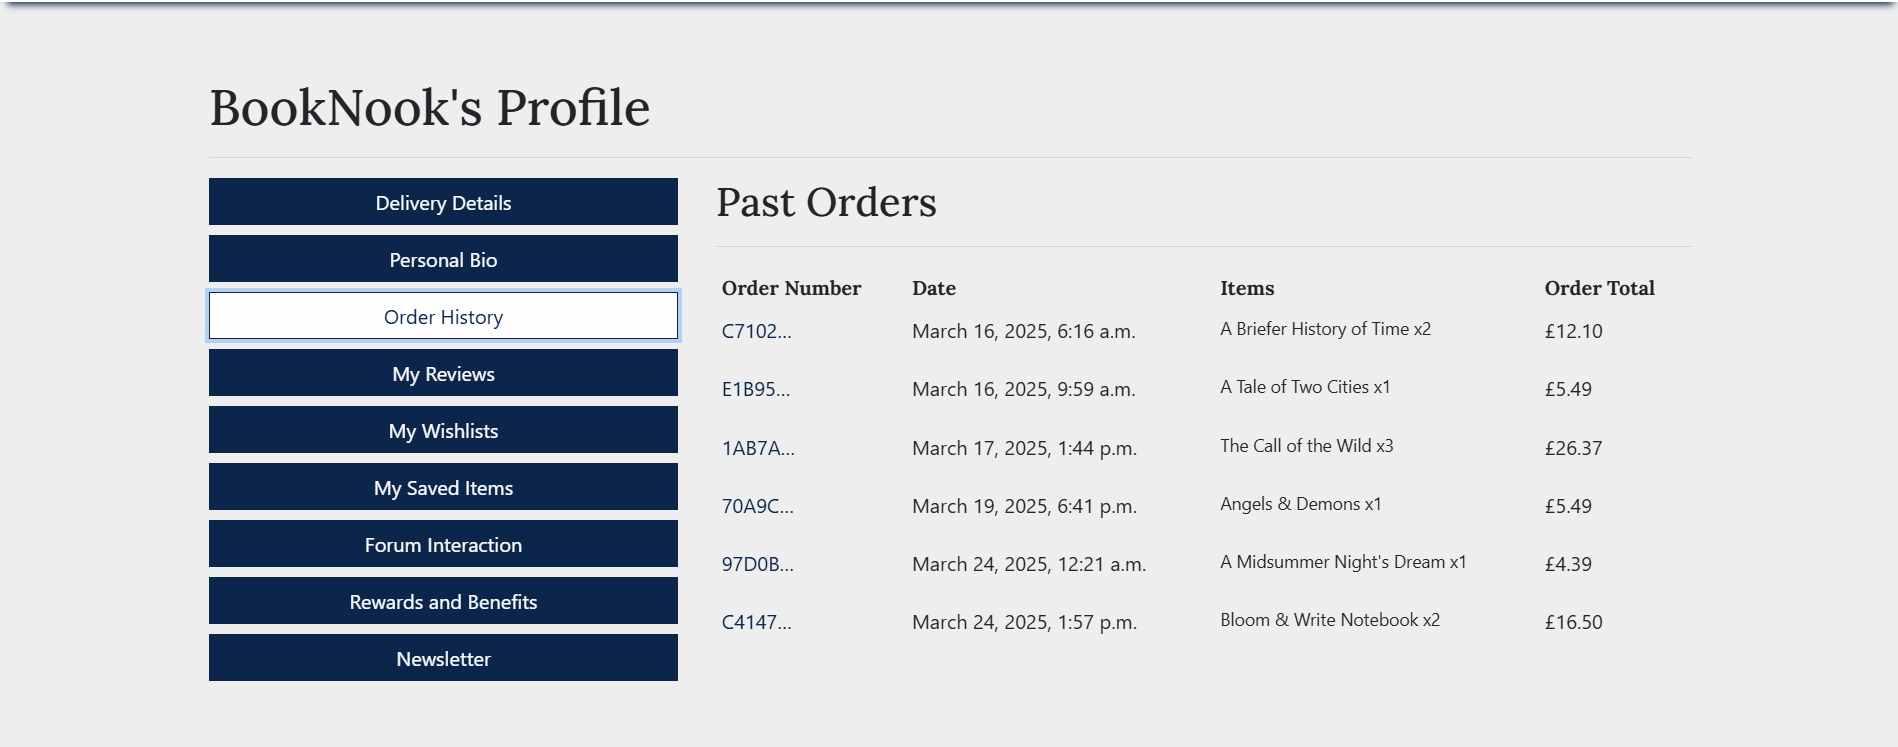 BookNook's Profile
Delivery Details
Personal Bio
Order History
My Reviews
My Wishlists
My Saved Items
Forum Interaction
Rewards and Benefits
Newsletter
Past Orders
Order Number Date Items Order Total
C7102... March 16, 2025, 6:16 a.m. A Briefer History of Time x2 £12.10
E1B95... March 16, 2025, 9:59 a.m. A Tale of Two Cities x1 £5.49
1AB7A... March 17, 2025, 1:44 p.m. The Call of the Wild x3 £26.37
70A9C... March 19, 2025, 6:41 p.m. Angels & Demons x1 £5.49
97D0B... March 24, 2025, 12:21 a.m. A Midsummer Night's Dream x1 £4.39
C4147... March 24, 2025, 1:57 p.m. Bloom & Write Notebook x2 £16.50